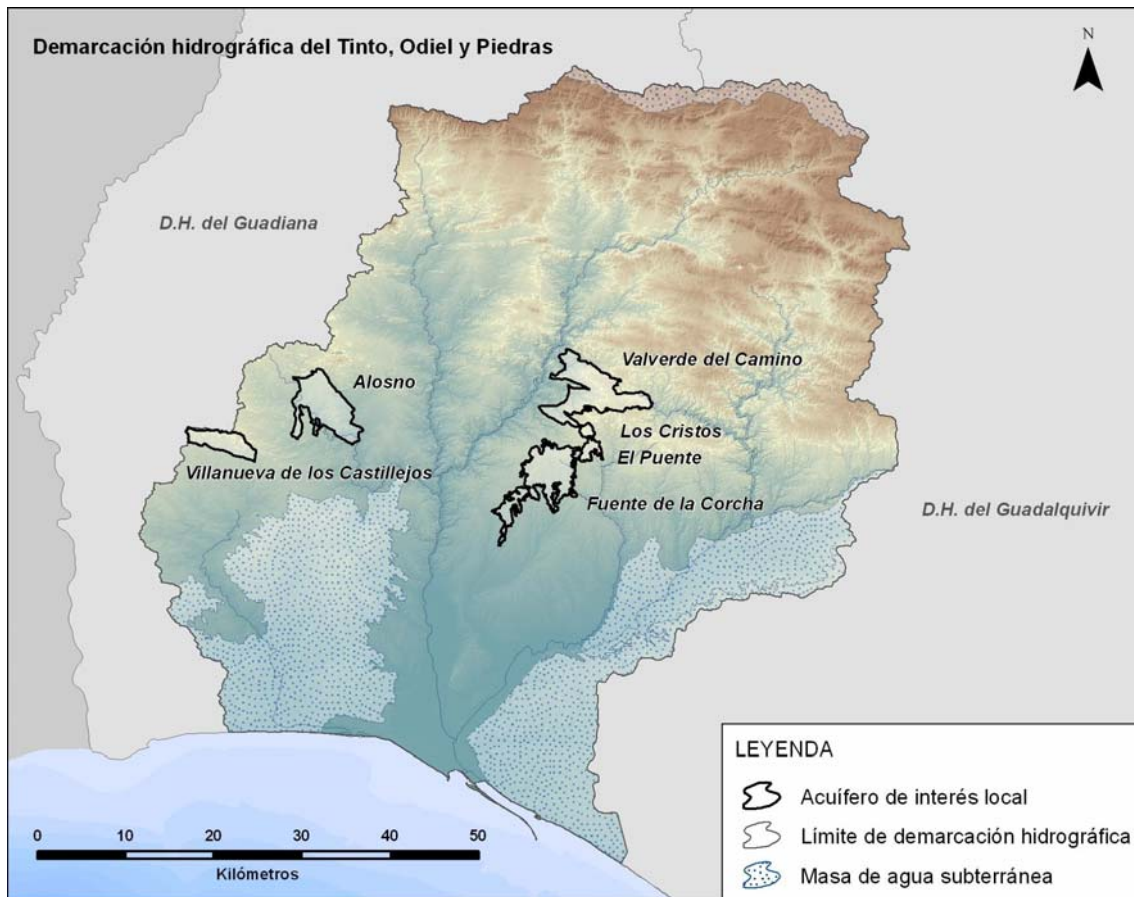 Demarcación hidrográfica del Tinto, Odiel y Piedras
N
D.H. del Guadiana
Valverde del Camino
Alosno
Los Cristos
El Puente
Villanueva de los Castillejos
Fuente de la Corcha
D.H. del Guadalquivir
LEYENDA
Acuífero de interés local
Límite de demarcación hidrográfica
Masa de agua subterránea
0 10 20 30 40 50
Kilómetros